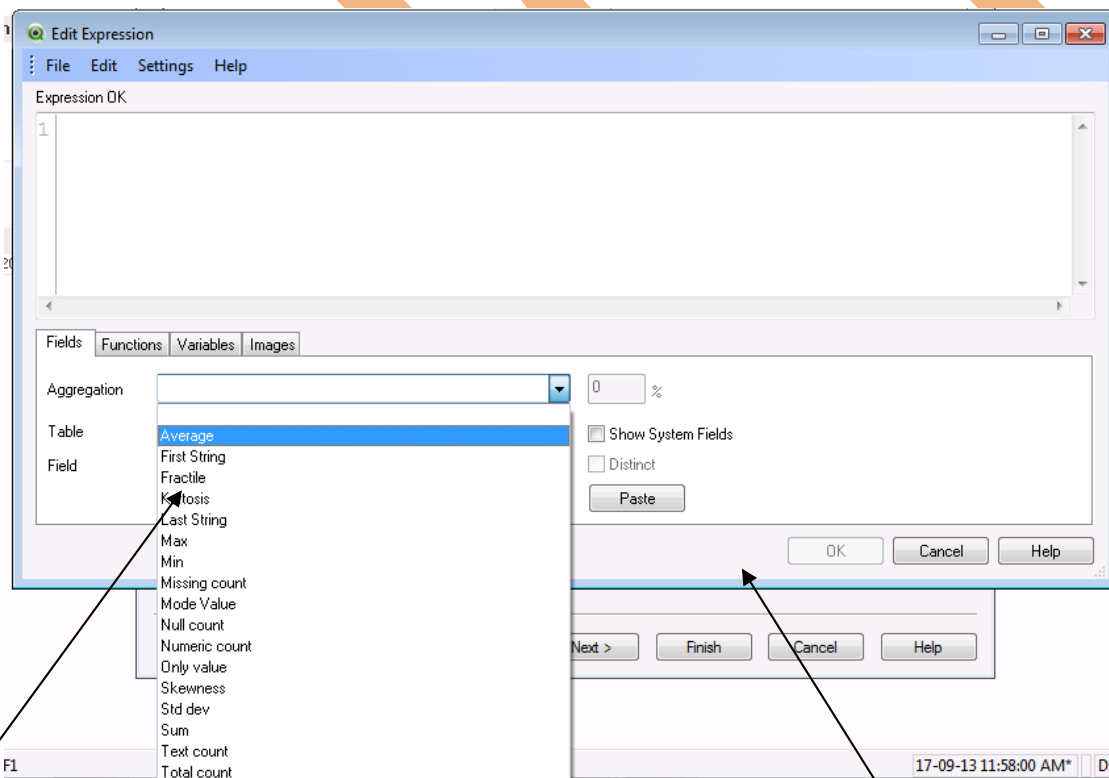 Edit Expression
File Edit Settings Help
Expression OK
1
Fields Functions Variables Images
Aggregation 0 %
Table Average Show System Fields
First String
Field Distinct
Fractile
Kurtosis Paste
Last String
Max OK Cancel Help
Min
Missing count
Mode Value
Null count
Numeric count Next > Finish Cancel Help
Only value
Skewness
Std dev
Sum
Text count
F1 17-09-13 11:58:00 AM*
Total count